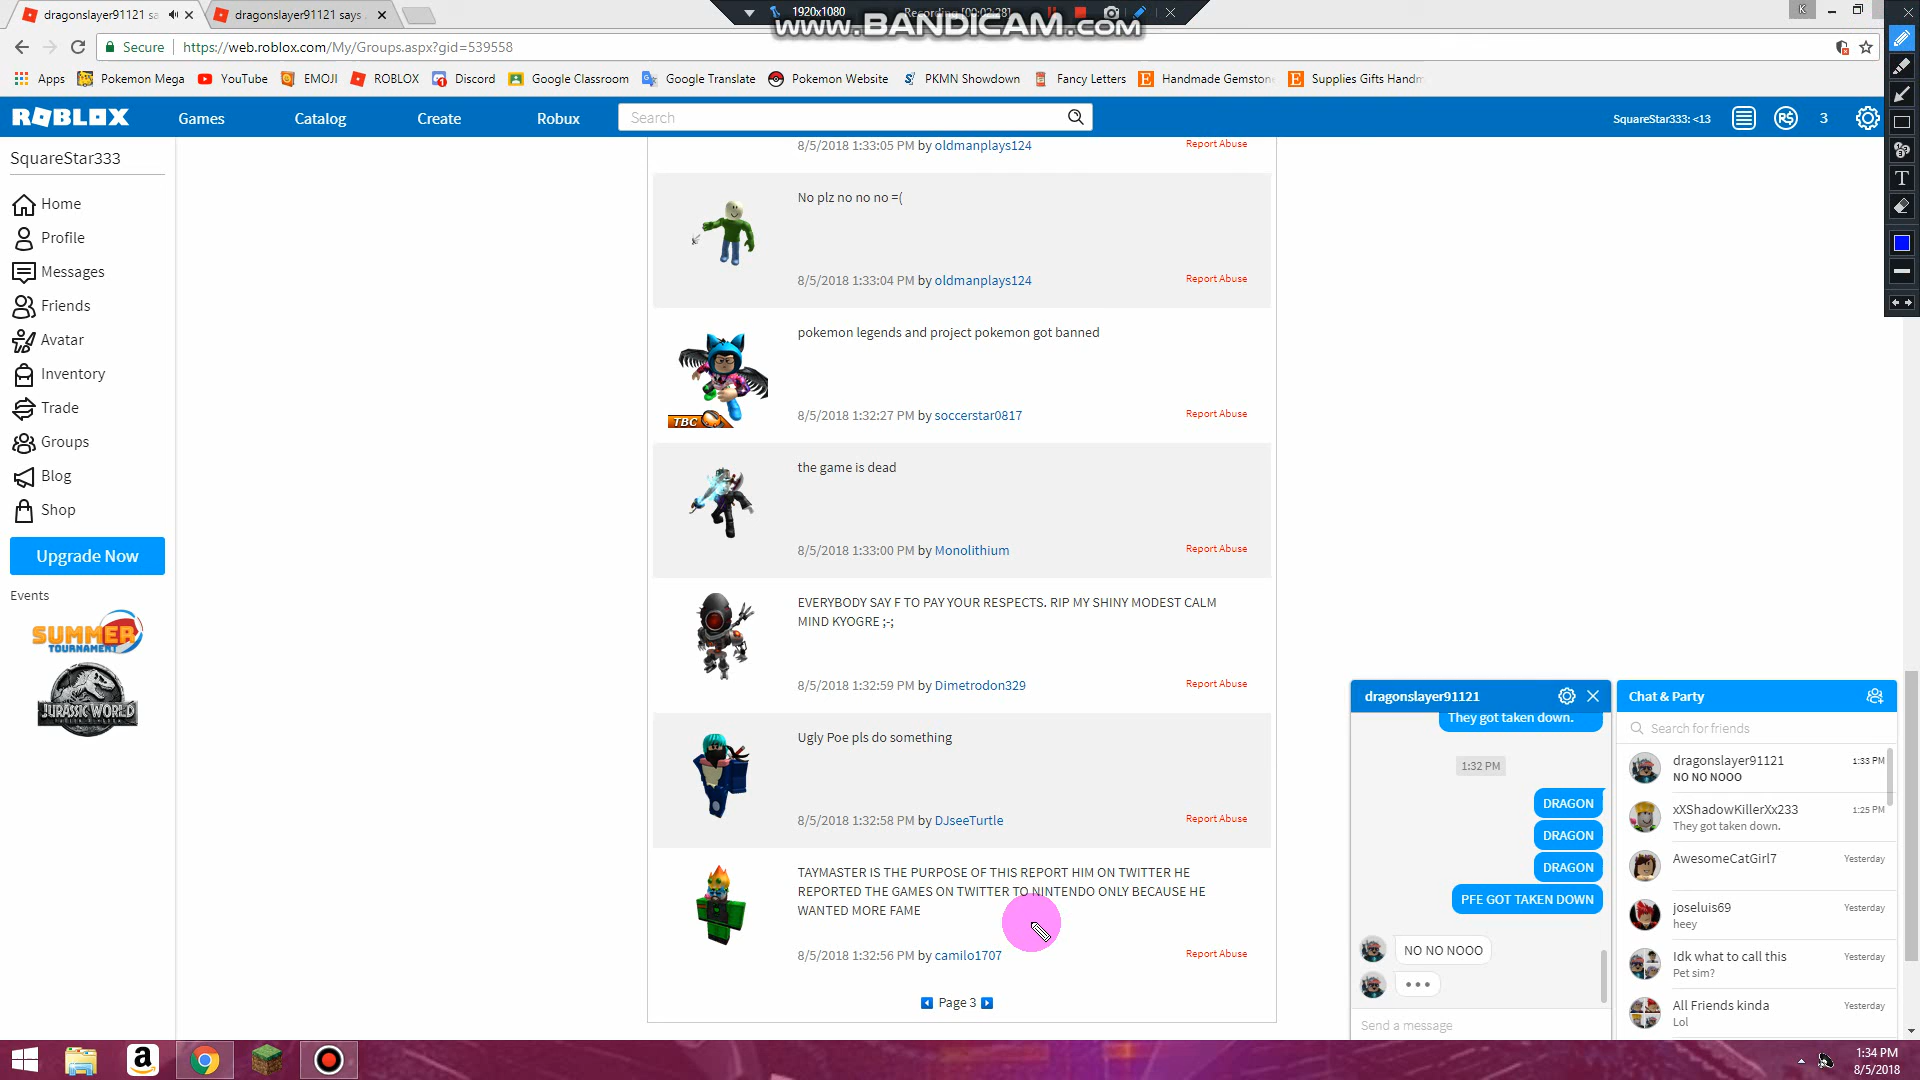 dragonslayer91121 sa
dragonslayer91121 says
1920x1080
Recording [00:02:28]
www.BANDICAM.com
K
Secure
https://web.roblox.com/My/Groups.aspx?gid=539558
Apps
Pokemon Mega
YouTube
EMOJI
ROBLOX
Discord
Google Classroom
Google Translate
Pokemon Website
PKMN Showdown
Fancy Letters
Handmade Gemston
Supplies Gifts Handm
ROBLOX
Games
Catalog
Create
Robux
Search
SquareStar333: <13
R$
3
SquareStar333
Home
Profile
Messages
Friends
Avatar
Inventory
Trade
Groups
Blog
Shop
Upgrade Now
Events
SUMMER
TOURNAMENT
JURASSIC WORLD
8/5/2018 1:33:05 PM by oldmanplays124
Report Abuse
No plz no no no =(
8/5/2018 1:33:04 PM by oldmanplays124
Report Abuse
pokemon legends and project pokemon got banned
TBC
8/5/2018 1:32:27 PM by soccerstar0817
Report Abuse
the game is dead
8/5/2018 1:33:00 PM by Monolithium
Report Abuse
EVERYBODY SAY F TO PAY YOUR RESPECTS. RIP MY SHINY MODEST CALM
MIND KYOGRE ;-;
8/5/2018 1:32:59 PM by Dimetrodon329
Report Abuse
Ugly Poe pls do something
8/5/2018 1:32:58 PM by DJseeTurtle
Report Abuse
TAYMASTER IS THE PURPOSE OF THIS REPORT HIM ON TWITTER HE
REPORTED THE GAMES ON TWITTER TO NINTENDO ONLY BECAUSE HE
WANTED MORE FAME
8/5/2018 1:32:56 PM by camilo1707
Report Abuse
Page 3
dragonslayer91121
They got taken down.
1:32 PM
DRAGON
DRAGON
DRAGON
PFE GOT TAKEN DOWN
NO NO NOOO
Send a message
Chat & Party
Search for friends
dragonslayer91121
1:33 PM
NO NO NOOO
xXShadowKillerXx233
1:25 PM
They got taken down.
AwesomeCatGirl7
Yesterday
joseluis69
Yesterday
heey
Idk what to call this
Yesterday
Pet sim?
All Friends kinda
Yesterday
Lol
1:34 PM
8/5/2018